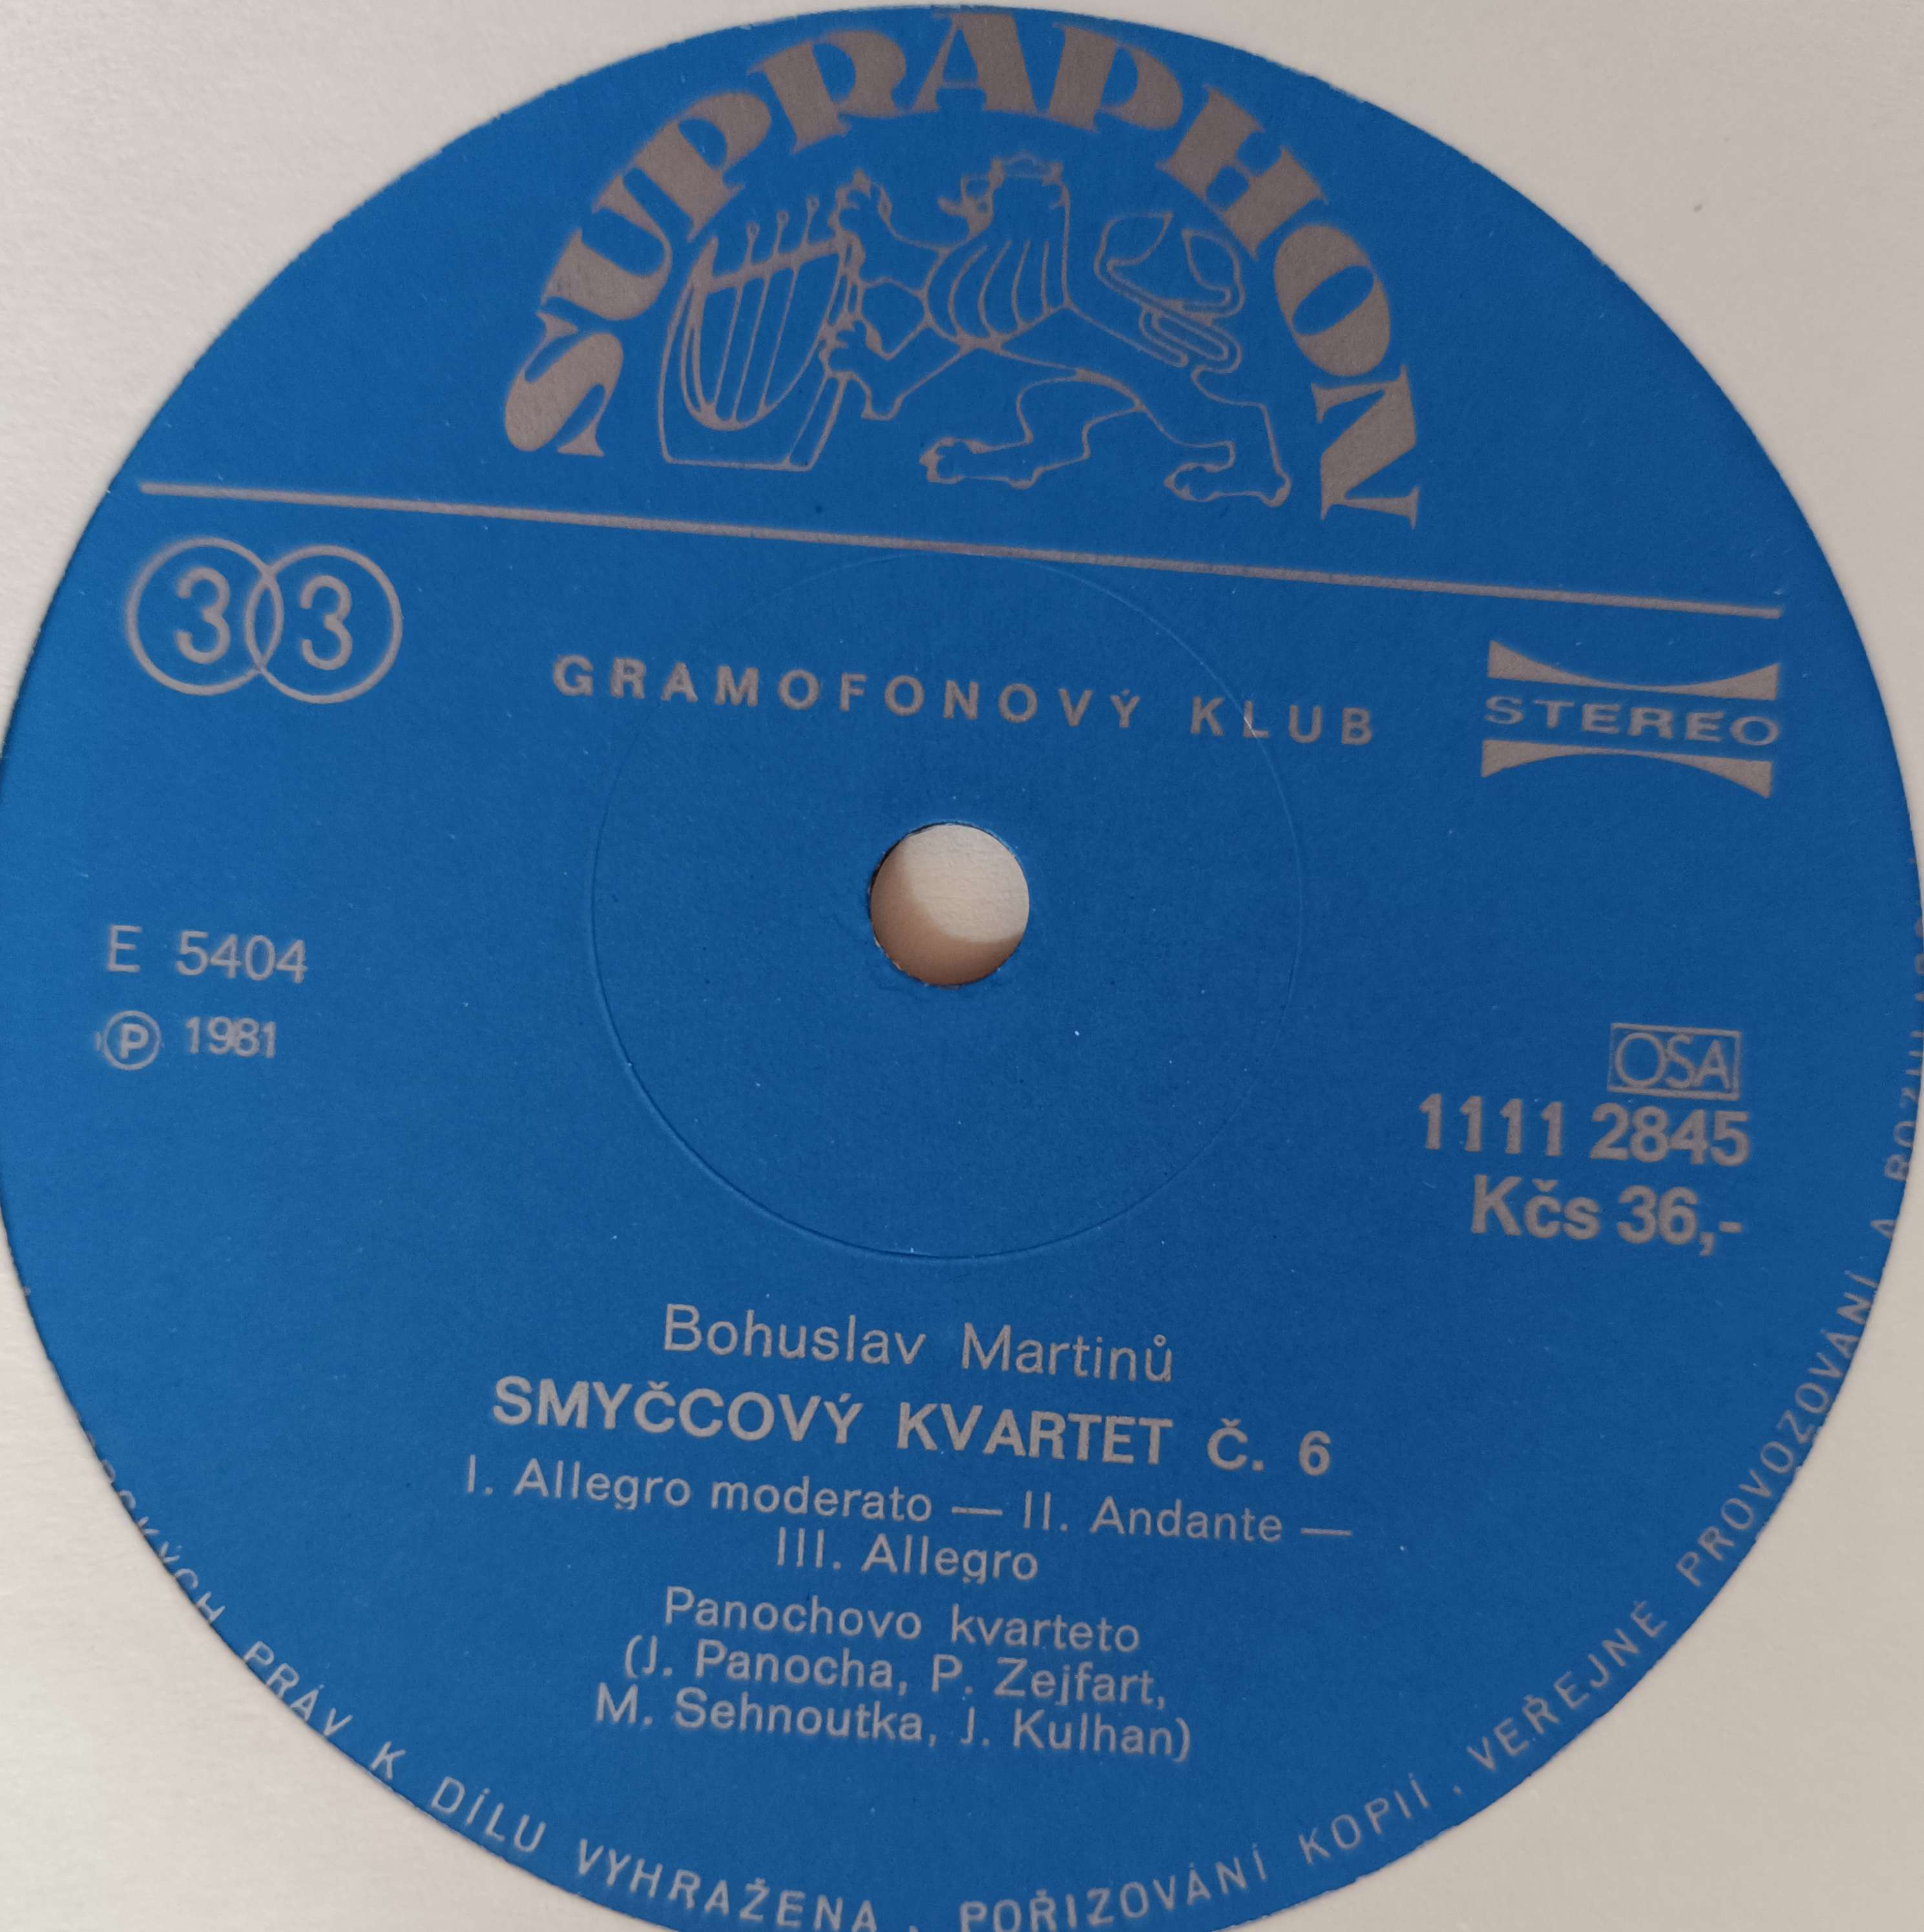 SUPRAPHON
33
GRAMOFONOVÝ KLUB
STEREO
E 5404
Ⓟ 1981
OSA
1111 2845
Kčs 36,-
Bohuslav Martinů
SMYČCOVÝ KVARTET Č. 6
I. Allegro moderato — II. Andante —
III. Allegro
Panochovo kvarteto
(J. Panocha, P. Zejfart,
M. Sehnoutka, J. Kulhan)
PRÁV K DÍLU VYHRAŽENA . POŘIZOVÁNÍ KOPIÍ . VEŘEJNÉ PROVOZOVÁNÍ A